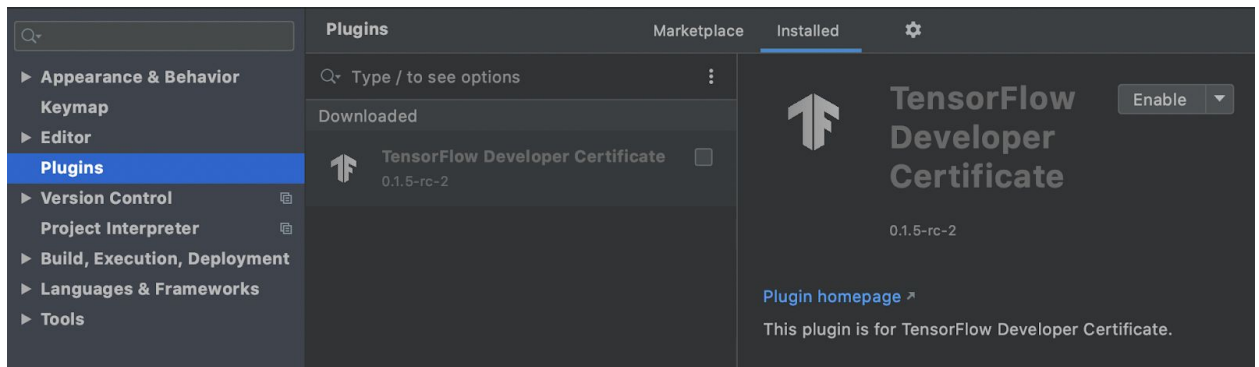 Appearance & Behavior
Keymap
Editor
Plugins
Version Control
Project Interpreter
Build, Execution, Deployment
Languages & Frameworks
Tools
Plugins
Marketplace
Installed
Type / to see options
Downloaded
TensorFlow Developer Certificate
0.1.5-rc-2
TensorFlow
Developer
Certificate
Enable
0.1.5-rc-2
Plugin homepage ↗
This plugin is for TensorFlow Developer Certificate.